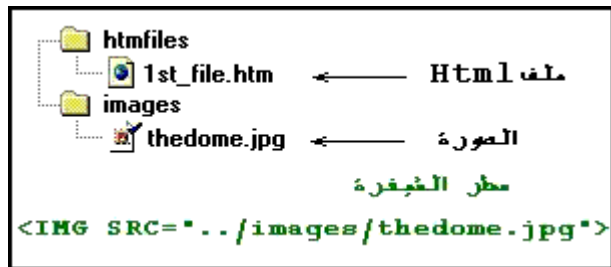 htmfiles
1st_file.htm ملف Html
images
thedome.jpg الصورة
سطر الشيفرة
<IMG SRC="../images/thedome.jpg">